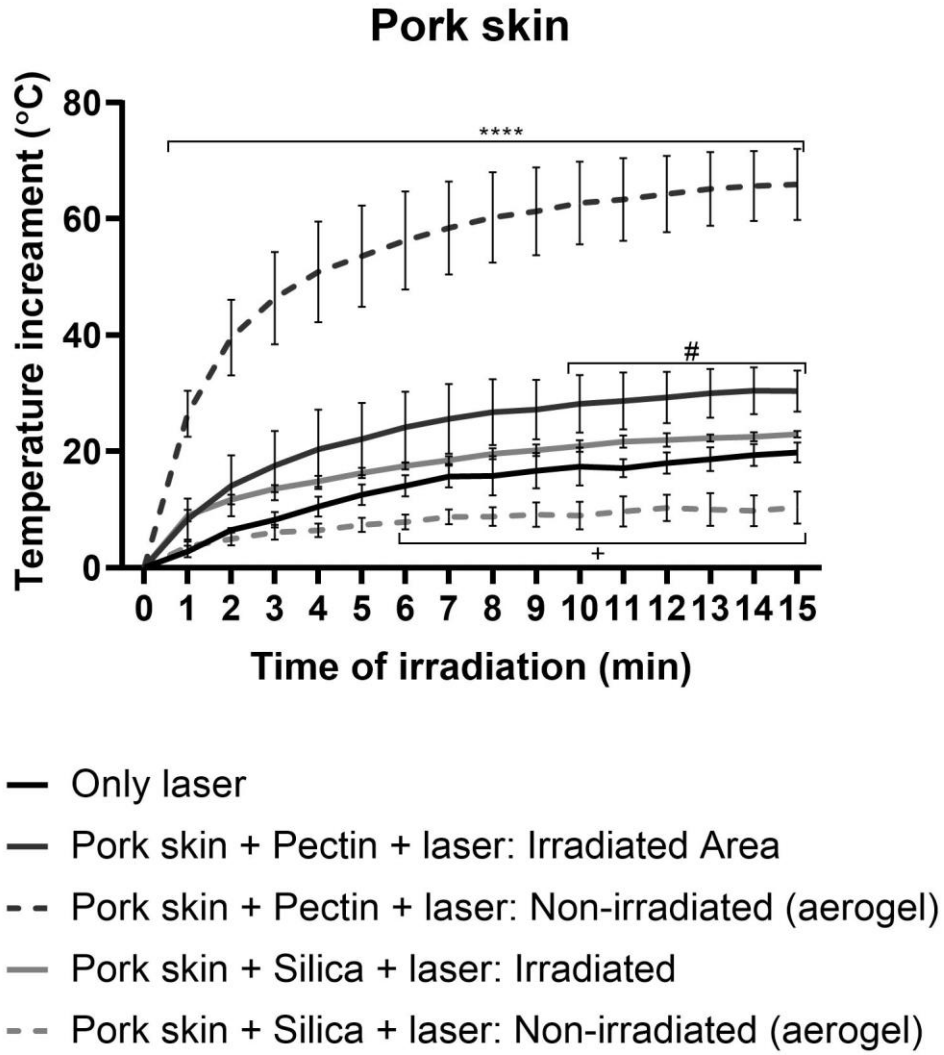 Pork skin
Temperature increament (°C)
80
60
40
20
0
****
#
+
0 1 2 3 4 5 6 7 8 9 10 11 12 13 14 15
Time of irradiation (min)
Only laser
Pork skin + Pectin + laser: Irradiated Area
Pork skin + Pectin + laser: Non-irradiated (aerogel)
Pork skin + Silica + laser: Irradiated
Pork skin + Silica + laser: Non-irradiated (aerogel)